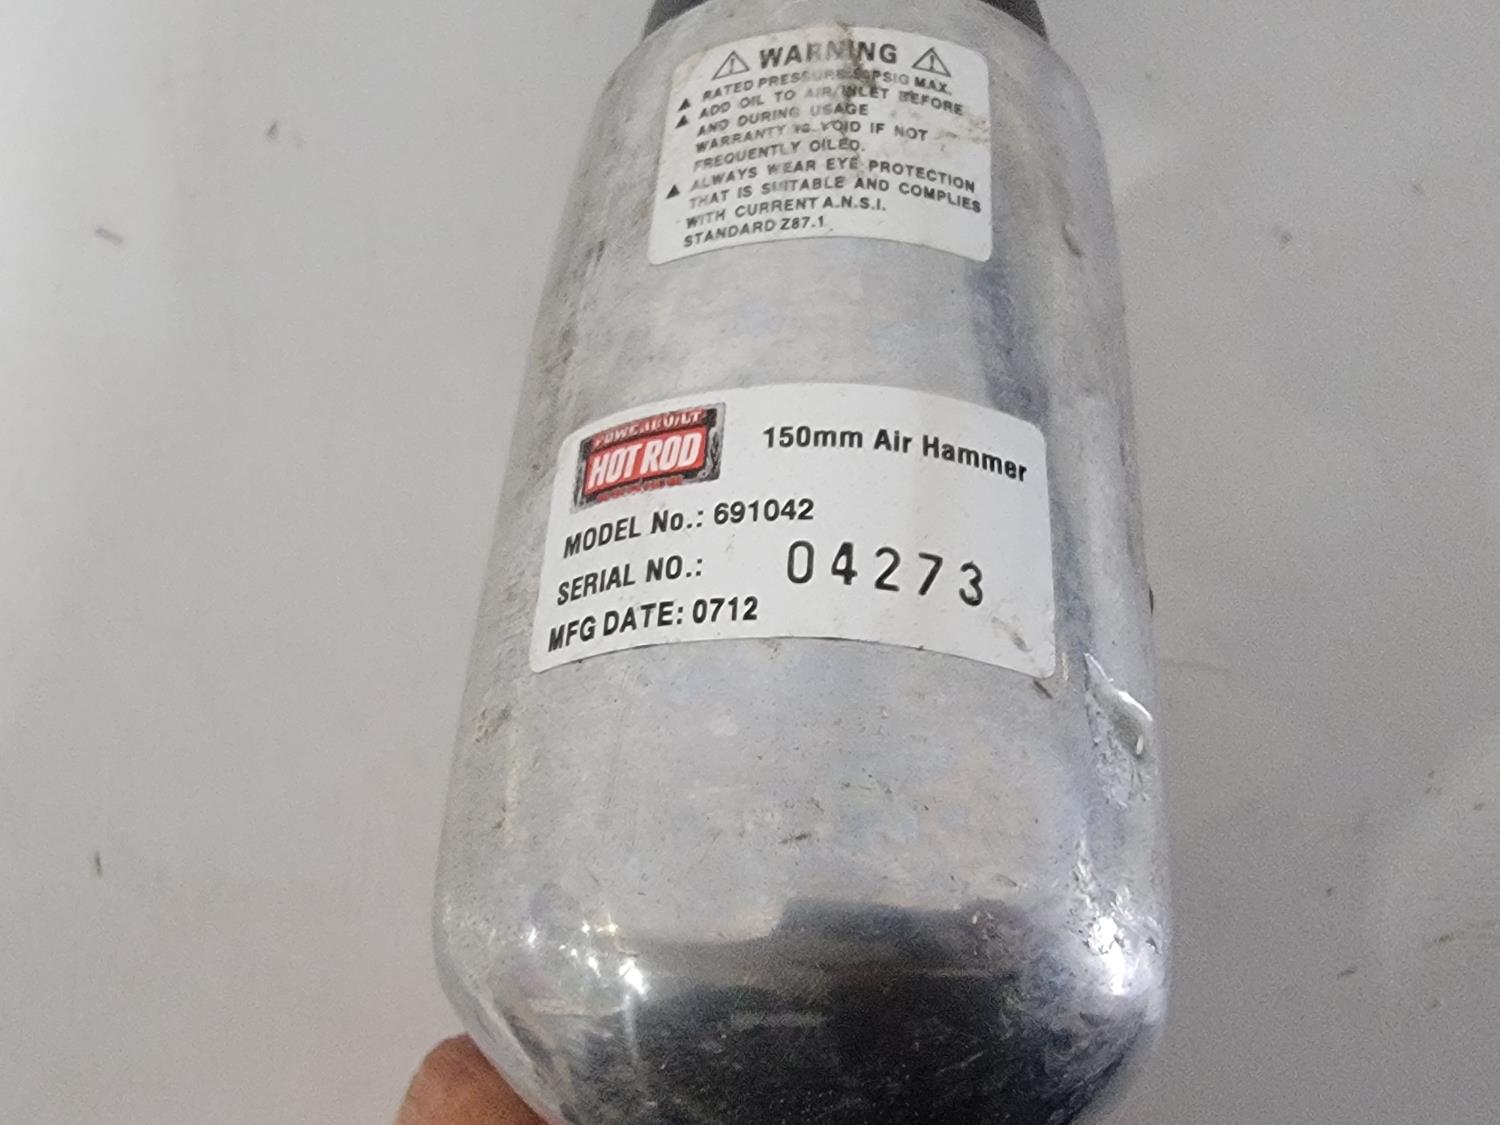 WARNING
RATED PRESSURE PSIG MAX.
ADD OIL TO AIR INLET BEFORE
AND DURING USAGE
WARRANTY IS VOID IF NOT
FREQUENTLY OILED.
ALWAYS WEAR EYE PROTECTION
THAT IS SUITABLE AND COMPLIES
WITH CURRENT A.N.S.I.
STANDARD Z87.1
POWERBUILT
HOT ROD
150mm Air Hammer
MODEL No.: 691042
SERIAL NO.: 04273
MFG DATE: 0712